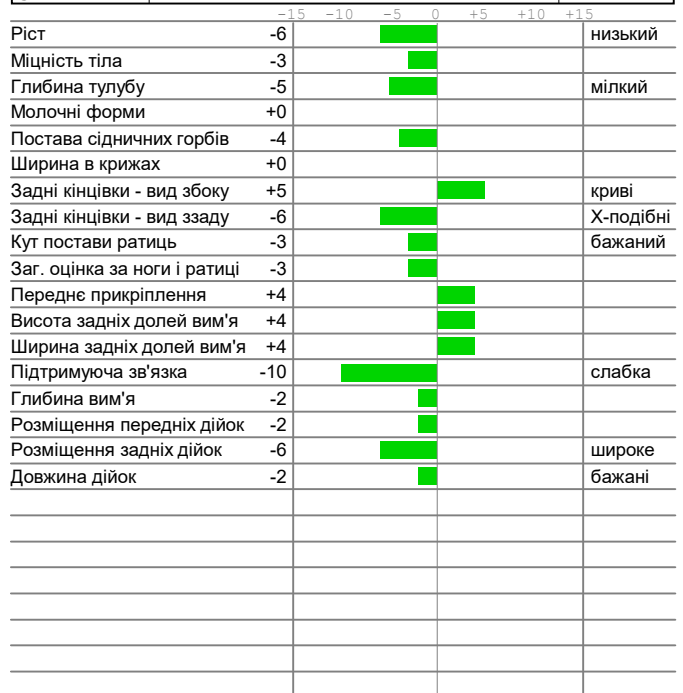 -15 -10 -5 0 +5 +10 +15
Ріст -6 низький
Міцність тіла -3
Глибина тулубу -5 мілкий
Молочні форми +0
Постава сідничних горбів -4
Ширина в крижах +0
Задні кінцівки - вид збоку +5 криві
Задні кінцівки - вид ззаду -6 Х-подібні
Кут постави ратиць -3 бажаний
Заг. оцінка за ноги і ратиці -3
Переднє прикріплення +4
Висота задніх долей вим'я +4
Ширина задніх долей вим'я +4
Підтримуюча зв'язка -10 слабка
Глибина вим'я -2
Розміщення передніх дійок -2
Розміщення задніх дійок -6 широке
Довжина дійок -2 бажані